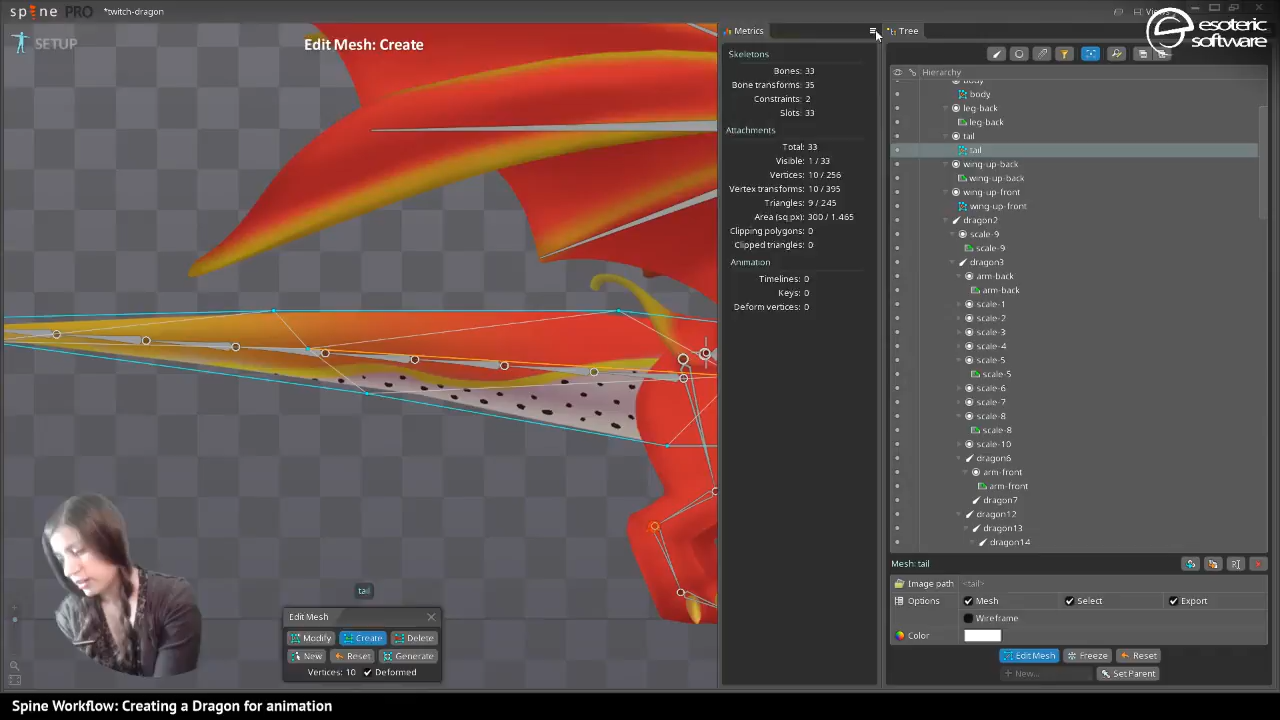 spine PRO
*twitch-dragon
Views
SETUP
Edit Mesh: Create
esoteric
software
Metrics
Skeletons
Bones: 33
Bone transforms: 35
Constraints: 2
Slots: 33
Attachments
Total: 33
Visible: 1 / 33
Vertices: 10 / 256
Vertex transforms: 10 / 395
Triangles: 9 / 245
Area (sq px): 300 / 1.465
Clipping polygons: 0
Clipped triangles: 0
Animation
Timelines: 0
Keys: 0
Deform vertices: 0
Tree
Hierarchy
body
body
leg-back
leg-back
tail
tail
wing-up-back
wing-up-back
wing-up-front
wing-up-front
dragon2
scale-9
scale-9
dragon3
arm-back
arm-back
scale-1
scale-2
scale-3
scale-4
scale-5
scale-5
scale-6
scale-7
scale-8
scale-8
scale-10
dragon6
arm-front
arm-front
dragon7
dragon12
dragon13
dragon14
Mesh: tail
Image path <tail>
Options Mesh Select Export
Wireframe
Color
Edit Mesh Freeze Reset
+ New... Set Parent
tail
Edit Mesh
Modify Create Delete
New Reset Generate
Vertices: 10 Deformed
Spine Workflow: Creating a Dragon for animation